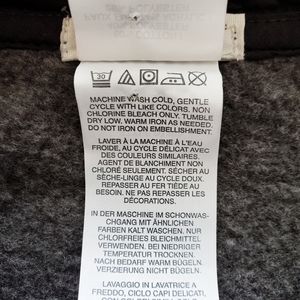 30
MACHINE WASH COLD, GENTLE
CYCLE WITH LIKE COLORS. NON
CHLORINE BLEACH ONLY. TUMBLE
DRY LOW. WARM IRON AS NEEDED.
DO NOT IRON ON EMBELLISHMENT.
LAVER À LA MACHINE À L'EAU
FROIDE, AU CYCLE DÉLICAT AVEC
DES COULEURS SIMILAIRES.
AGENT DE BLANCHIMENT NON
CHLORÉ SEULEMENT. SÉCHER AU
SÈCHE-LINGE AU CYCLE DOUX.
REPASSER AU FER TIÈDE AU
BESOIN. NE PAS REPASSER LES
DÉCORATIONS.
IN DER MASCHINE IM SCHONWAS-
CHGANG MIT ÄHNLICHEN
FARBEN KALT WASCHEN. NUR
CHLORFREIES BLEICHMITTEL
VERWENDEN. BEI NIEDRIGER
TEMPERATUR TROCKNEN.
NACH BEDARF WARM BÜGELN.
VERZIERUNG NICHT BÜGELN.
LAVAGGIO IN LAVATRICE A
FREDDO, CICLO CAPI DELICATI,